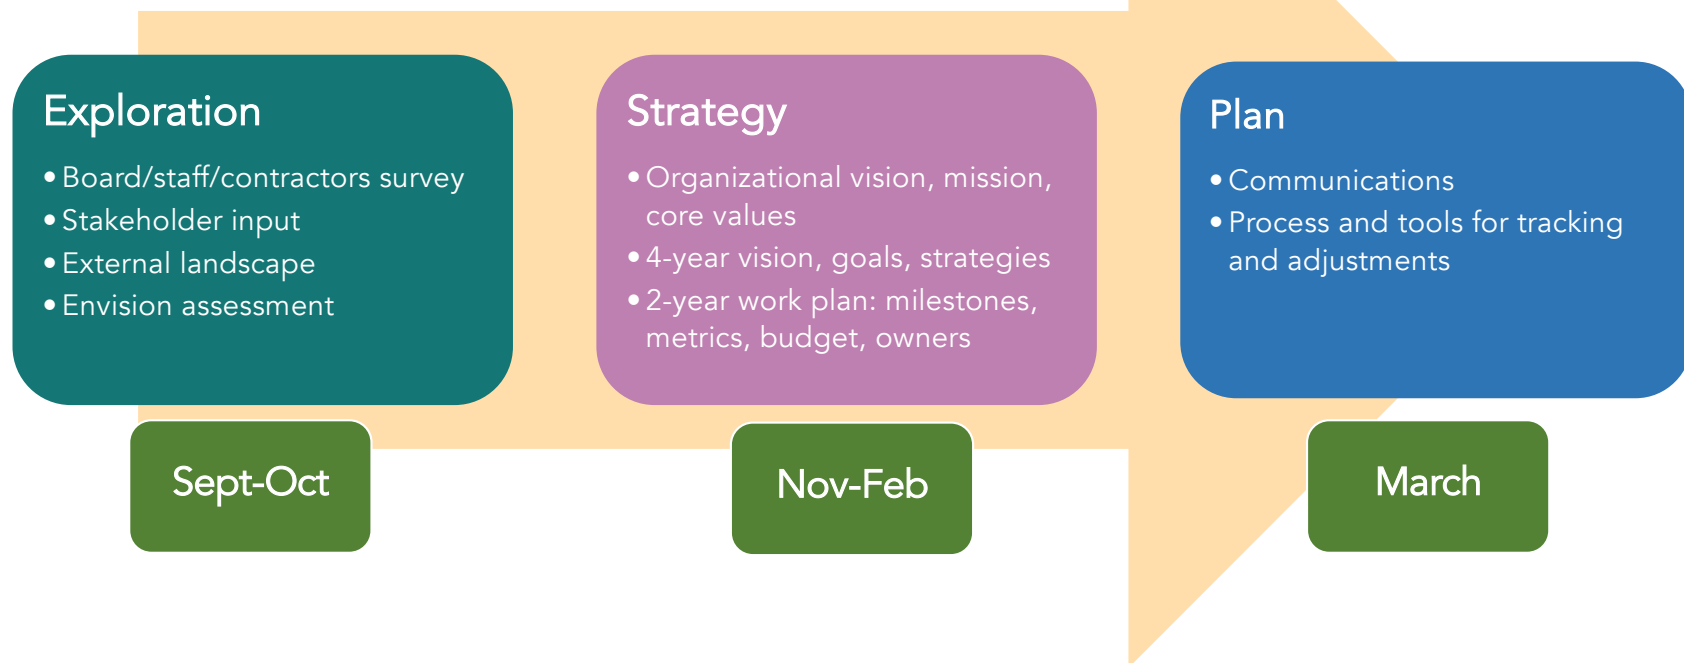 Exploration
• Board/staff/contractors survey
• Stakeholder input
• External landscape
• Envision assessment
Sept-Oct
Strategy
• Organizational vision, mission,
core values
• 4-year vision, goals, strategies
• 2-year work plan: milestones,
metrics, budget, owners
Nov-Feb
Plan
• Communications
• Process and tools for tracking
and adjustments
March